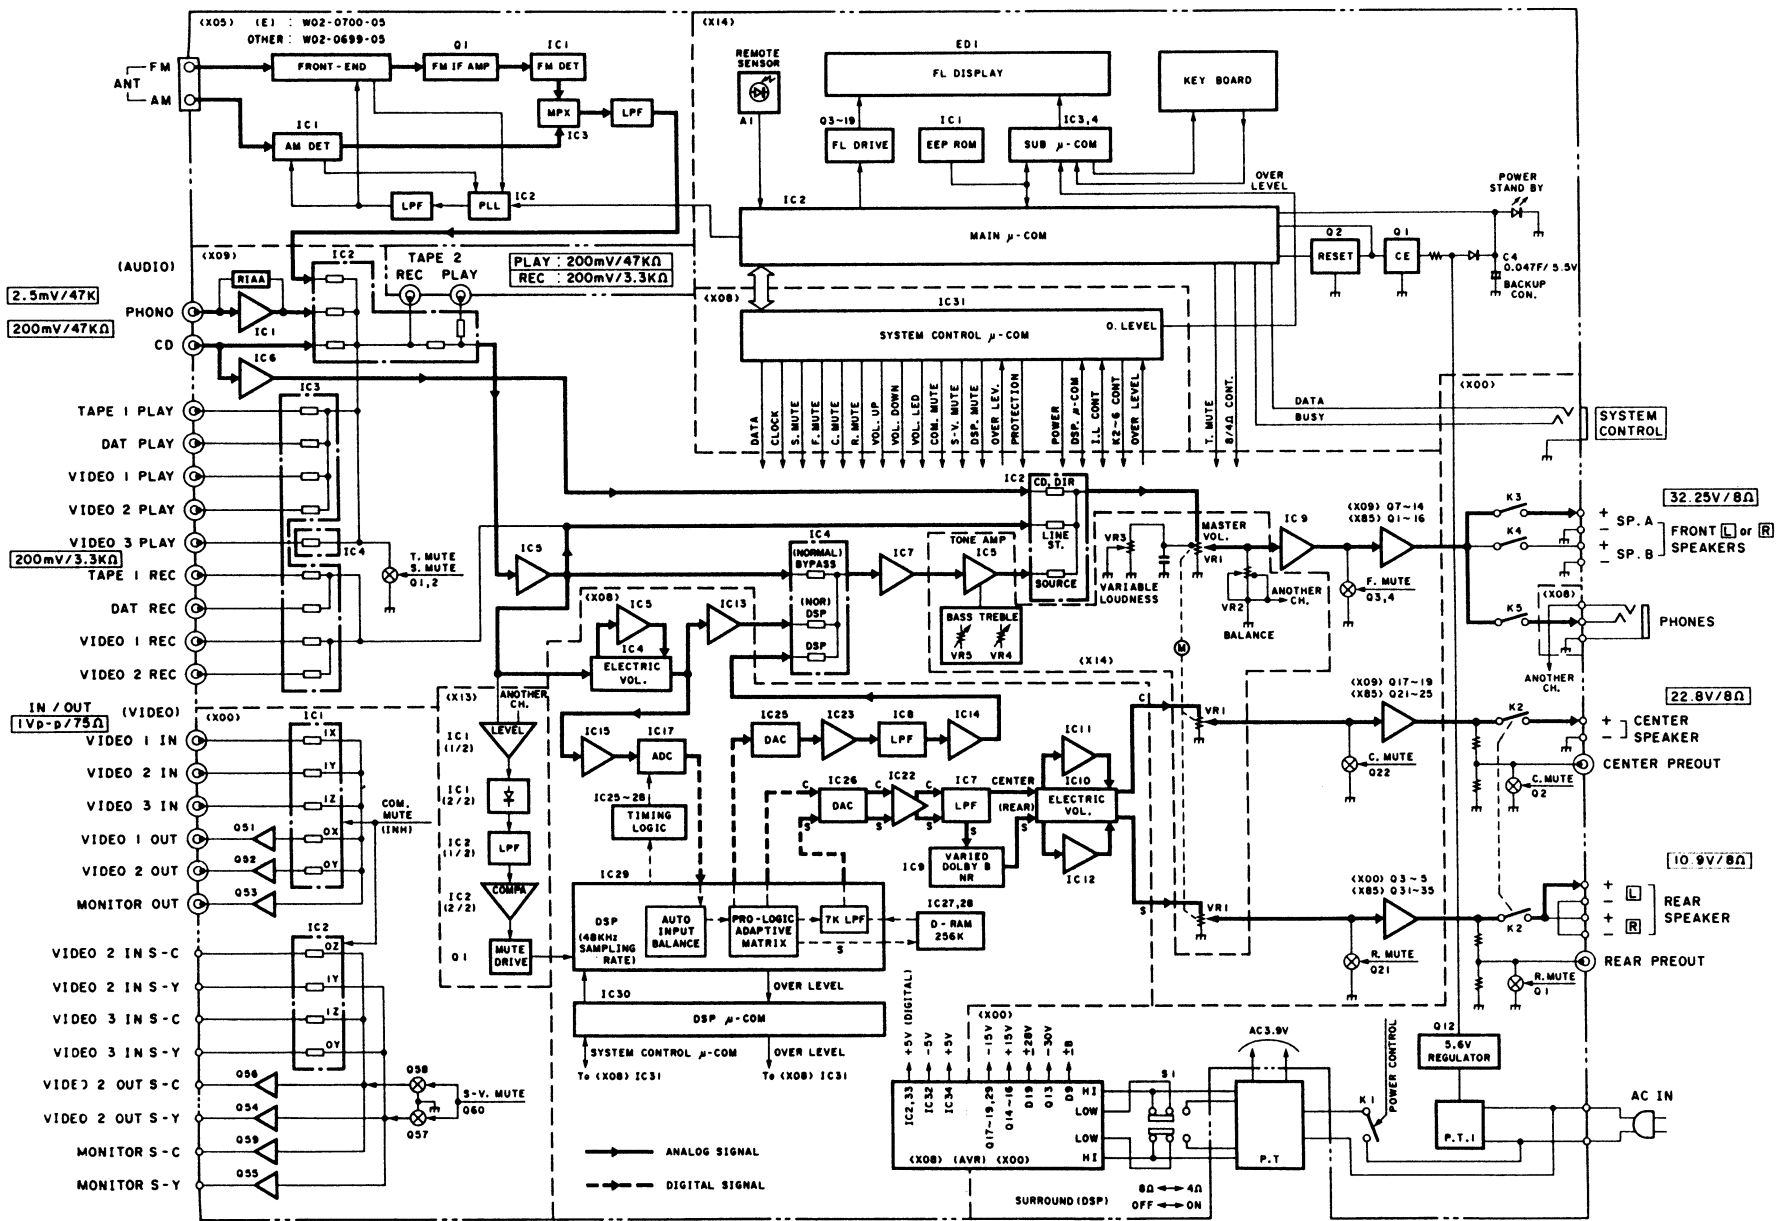 (X05) (E) : W02-0700-05
OTHER : W02-0699-05
FM
ANT
AM
FRONT-END
Q1
FM IF AMP
IC1
FM DET
MPX
IC3
LPF
IC1
AM DET
LPF
PLL
IC2
(X14)
REMOTE
SENSOR
A1
ED1
FL DISPLAY
KEY BOARD
Q3~19
FL DRIVE
IC1
EEP ROM
IC3,4
SUB μ-COM
OVER
LEVEL
POWER
STAND BY
IC2
MAIN μ-COM
Q2
RESET
Q1
CE
C4
0.047F/5.5V
BACKUP
CON.
(X09)
(AUDIO)
2.5mV/47K
PHONO
200mV/47KΩ
CD
RIAA
IC1
IC6
IC2
TAPE 2
REC PLAY
PLAY : 200mV/47KΩ
REC : 200mV/3.3KΩ
(X08)
IC31
SYSTEM CONTROL μ-COM
O. LEVEL
DATA
CLOCK
S. MUTE
F. MUTE
C. MUTE
R. MUTE
VOL. UP
VOL. DOWN
VOL. LED
COM. MUTE
S-V. MUTE
DSP. MUTE
OVER LEV.
PROTECTION
POWER
DSP. μ-COM
I.L CONT
K2~6 CONT
OVER LEVEL
T. MUTE
8/4Ω CONT.
(X00)
DATA
BUSY
SYSTEM
CONTROL
TAPE 1 PLAY
DAT PLAY
VIDEO 1 PLAY
VIDEO 2 PLAY
VIDEO 3 PLAY
200mV/3.3KΩ
TAPE 1 REC
DAT REC
VIDEO 1 REC
VIDEO 2 REC
IC3
IC4
T. MUTE
S. MUTE
Q1,2
IC5
IC4
(NORMAL)
BYPASS
(NOR)
DSP
DSP
IC7
TONE AMP
IC5
BASS TREBLE
VR5
VR4
IC2
CD. DIR
LINE
ST.
SOURCE
VR3
VARIABLE
LOUDNESS
MASTER
VOL.
VR1
VR2
BALANCE
ANOTHER
CH.
M
(X14)
IC9
(X09) Q7~14
(X85) Q1~16
F. MUTE
Q3,4
K3
K4
K5
32.25V/8Ω
+
SP. A
−
+
SP. B
−
FRONT L or R
SPEAKERS
(X08)
PHONES
ANOTHER
CH.
(X08)
IC5
IC4
ELECTRIC
VOL.
IC13
IN / OUT
1Vp-p/75Ω
(VIDEO)
(X00)
VIDEO 1 IN
VIDEO 2 IN
VIDEO 3 IN
VIDEO 1 OUT
VIDEO 2 OUT
MONITOR OUT
IC1
1X
1Y
1Z
0X
0Y
Q51
Q52
Q53
COM.
MUTE
(INH)
(X13)
ANOTHER
CH.
LEVEL
IC1
(1/2)
IC1
(2/2)
IC2
(1/2)
LPF
COMPA
IC2
(2/2)
Q1
MUTE
DRIVE
IC15
IC17
ADC
IC25~28
TIMING
LOGIC
IC25
DAC
IC23
IC8
LPF
IC14
IC26
DAC
C
S
IC22
C
S
IC7
LPF
S
CENTER
(REAR)
S
IC9
VARIED
DOLBY B
NR
IC11
IC10
ELECTRIC
VOL.
IC12
C
S
VR1
VR1
(X09) Q17~19
(X85) Q21~25
C. MUTE
Q22
K2
22.8V/8Ω
+
−
CENTER
SPEAKER
CENTER PREOUT
C. MUTE
Q2
(X00) Q3~5
(X85) Q31~35
R. MUTE
Q21
K2
10.9V/8Ω
+
L
−
+
R
−
REAR
SPEAKER
REAR PREOUT
R. MUTE
Q1
IC29
DSP
(48KHz
SAMPLING
RATE)
AUTO
INPUT
BALANCE
PRO-LOGIC
ADAPTIVE
MATRIX
7K LPF
S
IC27,28
D-RAM
256K
IC30
OVER LEVEL
DSP μ-COM
SYSTEM CONTROL μ-COM
To (X08) IC31
OVER LEVEL
To (X08) IC31
VIDEO 2 IN S-C
VIDEO 2 IN S-Y
VIDEO 3 IN S-C
VIDEO 3 IN S-Y
VIDEO 2 OUT S-C
VIDEO 2 OUT S-Y
MONITOR S-C
MONITOR S-Y
IC2
0Z
1Y
1Z
0Y
Q56
Q54
Q59
Q55
Q58
Q57
S-V. MUTE
Q60
ANALOG SIGNAL
DIGITAL SIGNAL
(X00)
+5V (DIGITAL)
-5V
+5V
-15V
+15V
±28V
-30V
±B
IC2,33
IC32
IC34
Q17~19,29
Q14~16
D19
Q13
D9
HI
LOW
LOW
HI
(X08) (AVR) (X00)
S1
SURROUND (DSP)
8Ω 4Ω
OFF ON
AC3.9V
P.T
K1
POWER CONTROL
Q12
5.6V
REGULATOR
P.T.1
AC IN